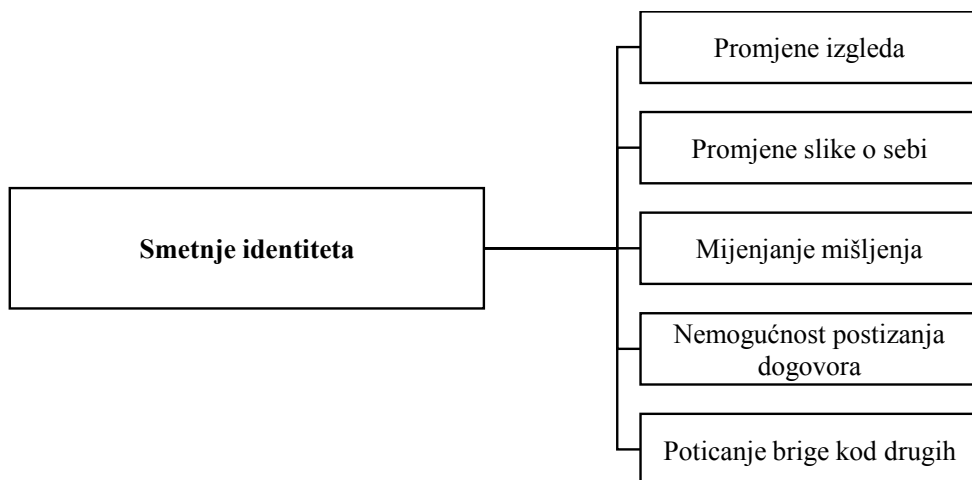 Promjene izgleda
Promjene slike o sebi
Smetnje identiteta
Mijenjanje mišljenja
Nemogućnost postizanja
dogovora
Poticanje brige kod drugih